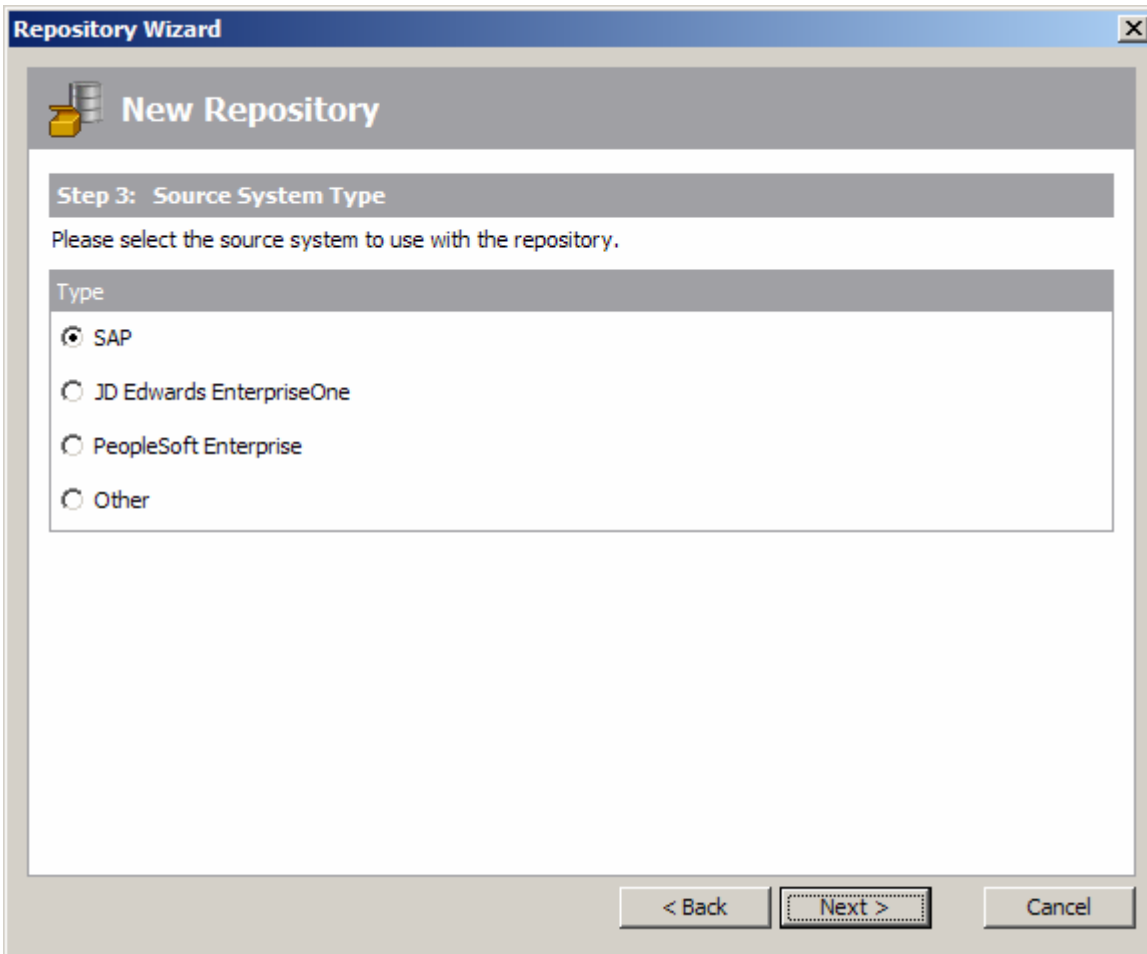 Repository Wizard
New Repository
Step 3: Source System Type
Please select the source system to use with the repository.
Type
SAP
JD Edwards EnterpriseOne
PeopleSoft Enterprise
Other
< Back Next > Cancel